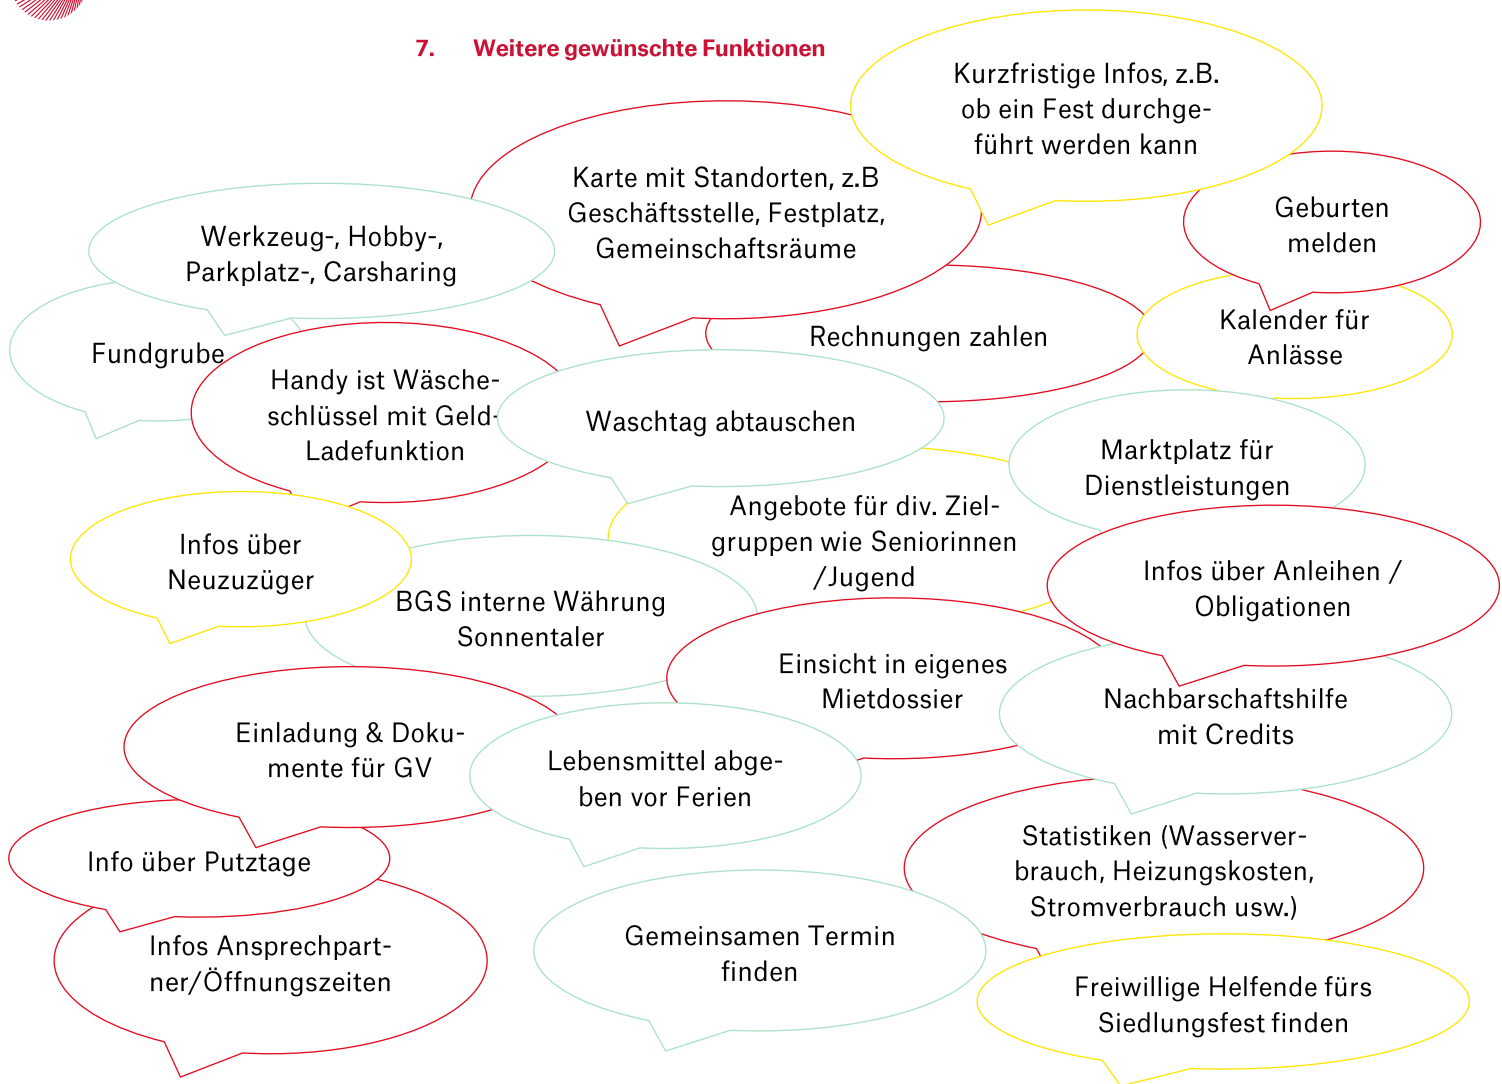 7. Weitere gewünschte Funktionen
Kurzfristige Infos, z.B.
ob ein Fest durchge-
führt werden kann
Karte mit Standorten, z.B
Geschäftsstelle, Festplatz,
Gemeinschaftsräume
Geburten
melden
Werkzeug-, Hobby-,
Parkplatz-, Carsharing
Rechnungen zahlen
Kalender für
Anlässe
Fundgrube
Handy ist Wäsche-
schlüssel mit Geld-
Ladefunktion
Waschtag abtauschen
Marktplatz für
Dienstleistungen
Angebote für div. Ziel-
gruppen wie Seniorinnen
/Jugend
Infos über
Neuzuzüger
Infos über Anleihen /
Obligationen
BGS interne Währung
Sonnentaler
Einsicht in eigenes
Mietdossier
Nachbarschaftshilfe
mit Credits
Einladung & Doku-
mente für GV
Lebensmittel abge-
ben vor Ferien
Statistiken (Wasserver-
brauch, Heizungskosten,
Stromverbrauch usw.)
Info über Putztage
Infos Ansprechpart-
ner/Öffnungszeiten
Gemeinsamen Termin
finden
Freiwillige Helfende fürs
Siedlungsfest finden